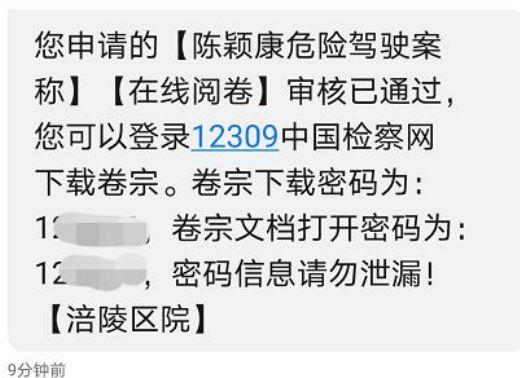 您申请的【陈颖康危险驾驶案
称】【在线阅卷】审核已通过，
您可以登录12309中国检察网
下载卷宗。卷宗下载密码为：
12，卷宗文档打开密码为：
12，密码信息请勿泄漏！
【涪陵区院】
9分钟前